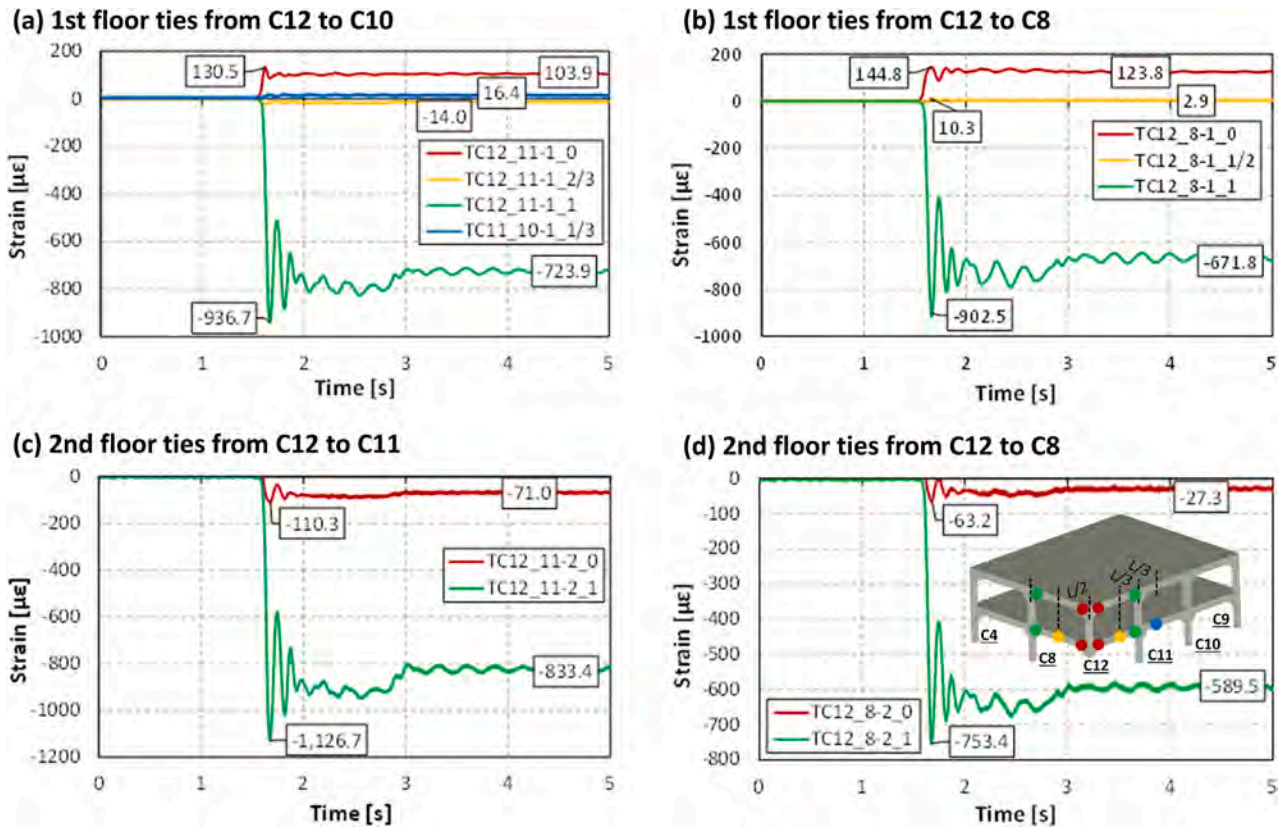 (a) 1st floor ties from C12 to C10
200
0
-200
-400
-600
-800
-1000
Strain [µε]
130.5
103.9
16.4
-14.0
TC12_11-1_0
TC12_11-1_2/3
TC12_11-1_1
TC11_10-1_1/3
-723.9
-936.7
0 1 2 3 4 5
Time [s]
(b) 1st floor ties from C12 to C8
200
0
-200
-400
-600
-800
-1000
Strain [µε]
144.8
123.8
2.9
10.3
TC12_8-1_0
TC12_8-1_1/2
TC12_8-1_1
-671.8
-902.5
0 1 2 3 4 5
Time [s]
(c) 2nd floor ties from C12 to C11
0
-200
-400
-600
-800
-1000
-1200
Strain [µε]
-71.0
-110.3
TC12_11-2_0
TC12_11-2_1
-833.4
-1,126.7
0 1 2 3 4 5
Time [s]
(d) 2nd floor ties from C12 to C8
0
-100
-200
-300
-400
-500
-600
-700
-800
Strain [µε]
-27.3
-63.2
L/2 L/3 L/3
C4
C8
C12
C11
C10
C9
-589.5
TC12_8-2_0
TC12_8-2_1
-753.4
0 1 2 3 4 5
Time [s]